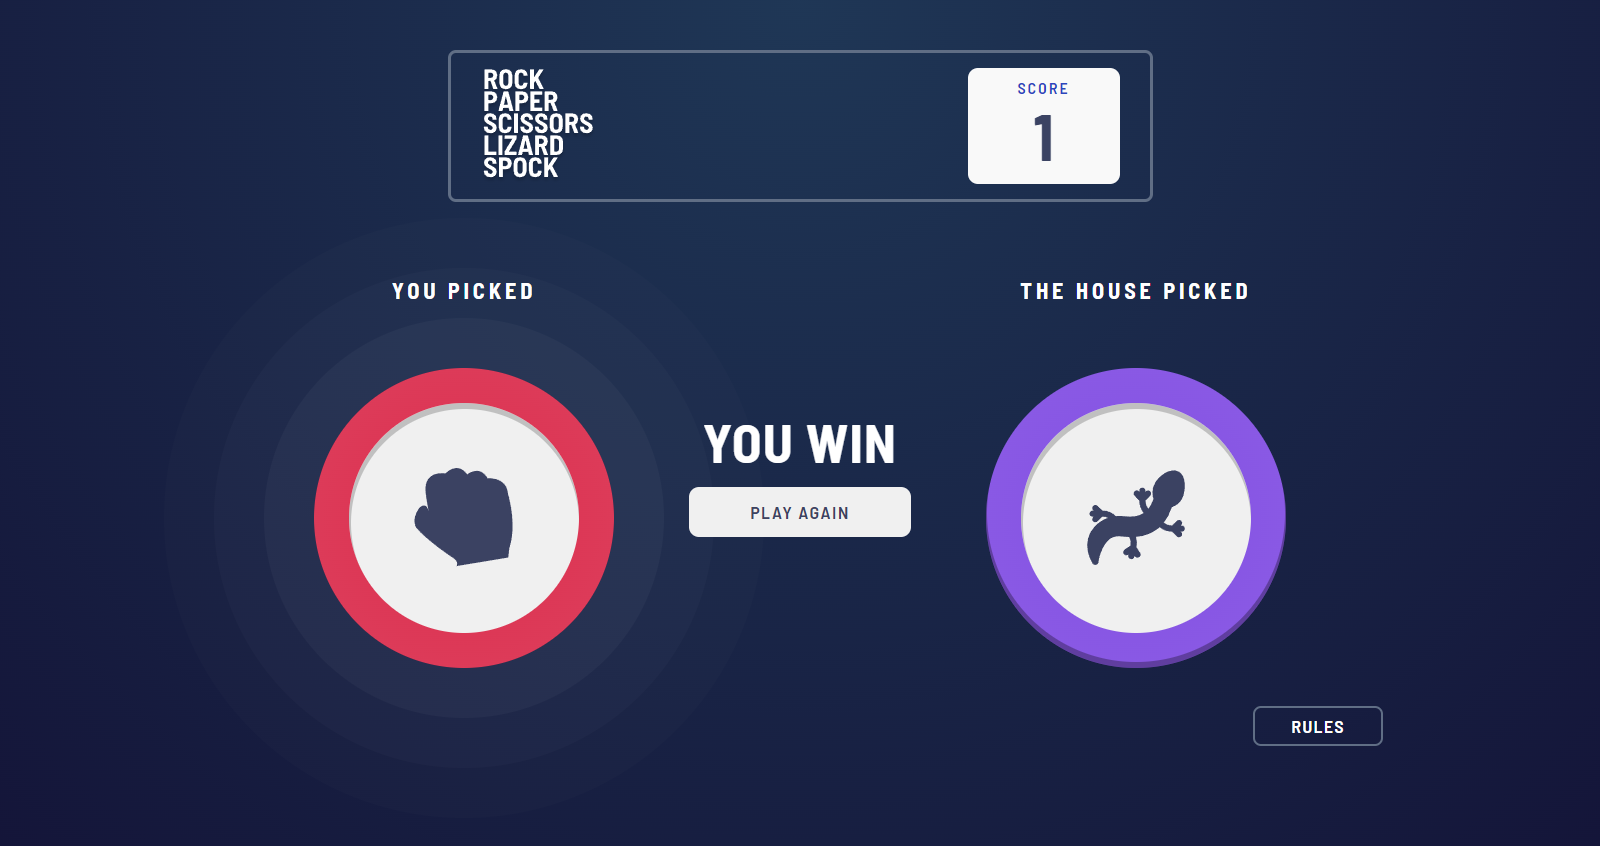 ROCK
PAPER
SCISSORS
LIZARD
SPOCK
SCORE
1
YOU PICKED
THE HOUSE PICKED
YOU WIN
PLAY AGAIN
RULES